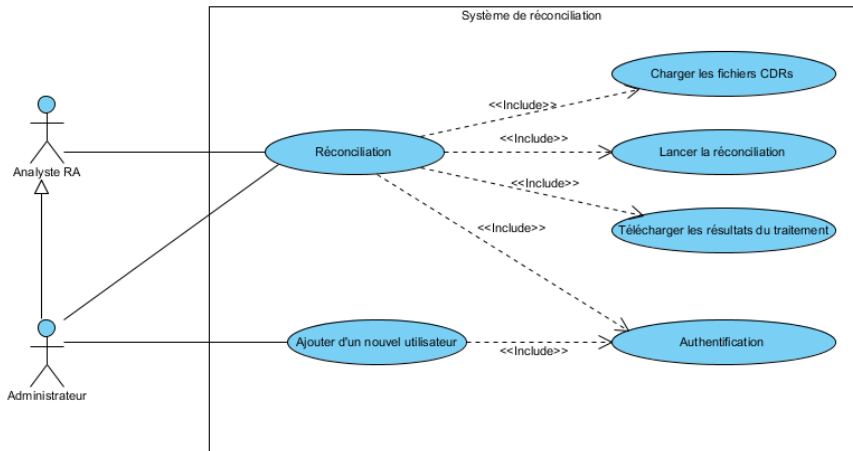 Système de réconciliation
Charger les fichiers CDRs
<<Include>>
<<Include>>
Réconciliation
Lancer la réconciliation
Analyste RA
<<Include>>
<<Include>>
Télécharger les résultats du traitement
Ajouter d'un nouvel utilisateur
<<Include>>
Authentification
Administrateur